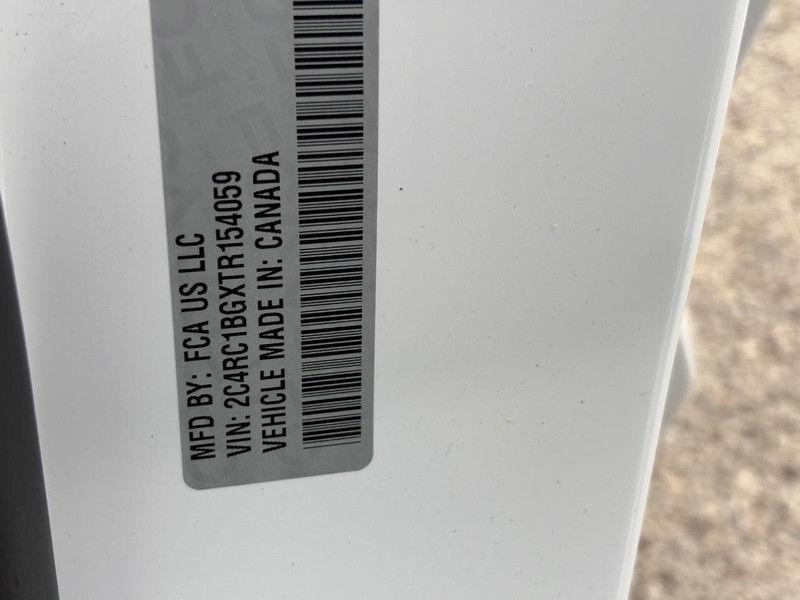 MFD BY: FCA US LLC
VIN: 2C4RC1BGXTR154059
VEHICLE MADE IN: CANADA